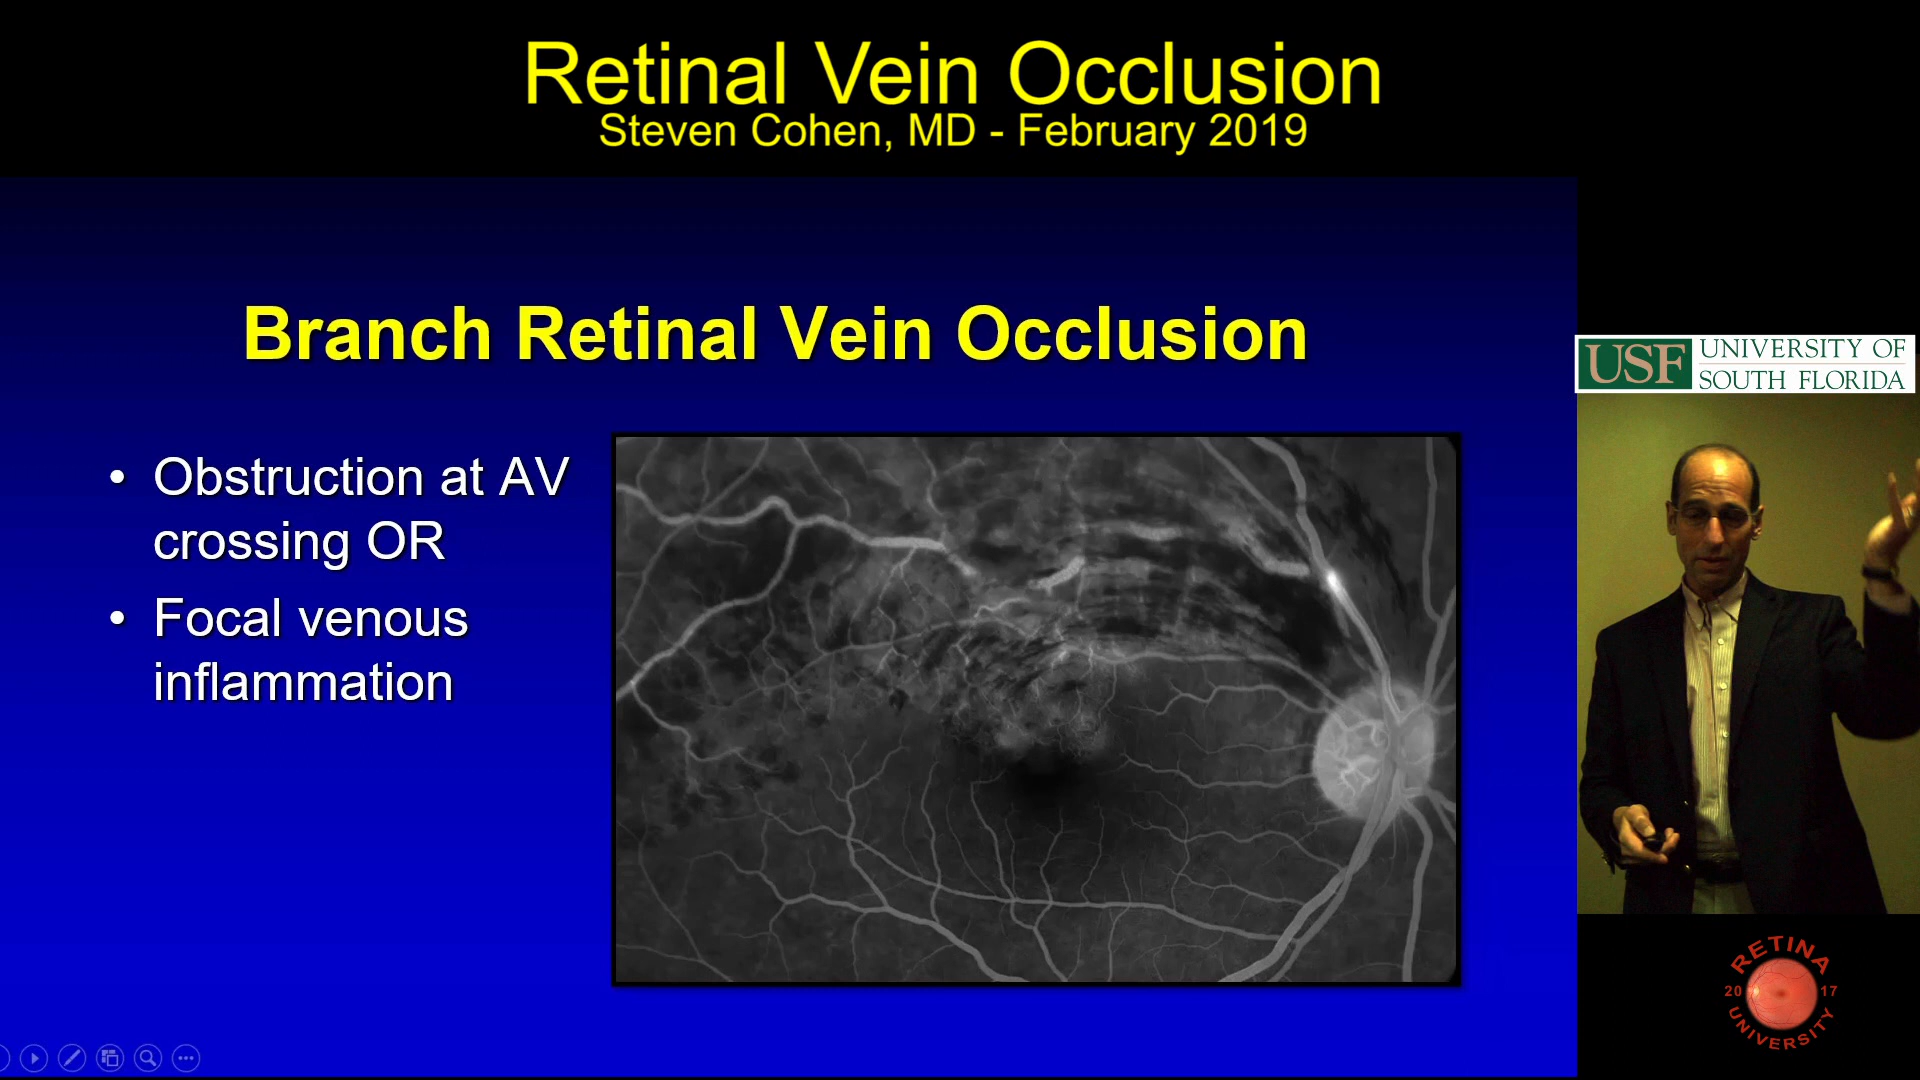 Retinal Vein Occlusion
Steven Cohen, MD - February 2019
Branch Retinal Vein Occlusion
• Obstruction at AV
crossing OR
• Focal venous
inflammation
USF
UNIVERSITY OF
SOUTH FLORIDA
RETINA
20 17
UNIVERSITY